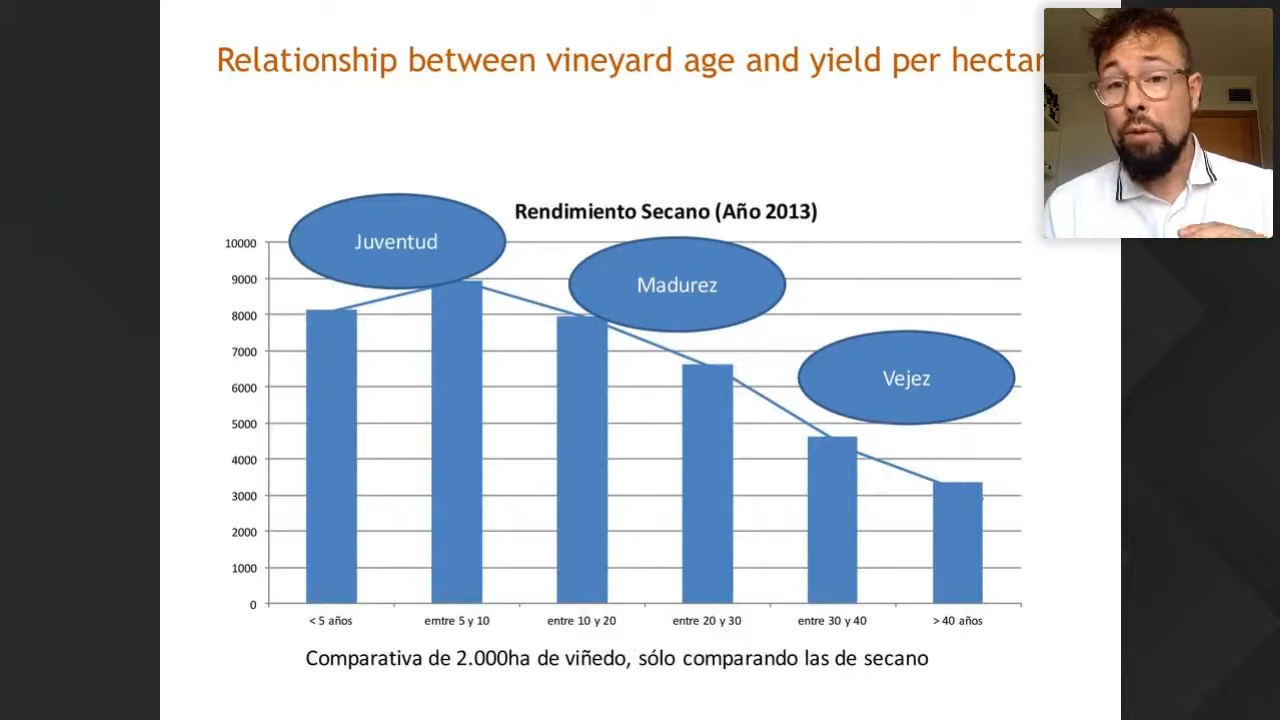 Relationship between vineyard age and yield per hectar
Rendimiento Secano (Año 2013)
Juventud
Madurez
Vejez
10000
9000
8000
7000
6000
5000
4000
3000
2000
1000
0
< 5 años
emtre 5 y 10
entre 10 y 20
entre 20 y 30
entre 30 y 40
> 40 años
Comparativa de 2.000ha de viñedo, sólo comparando las de secano